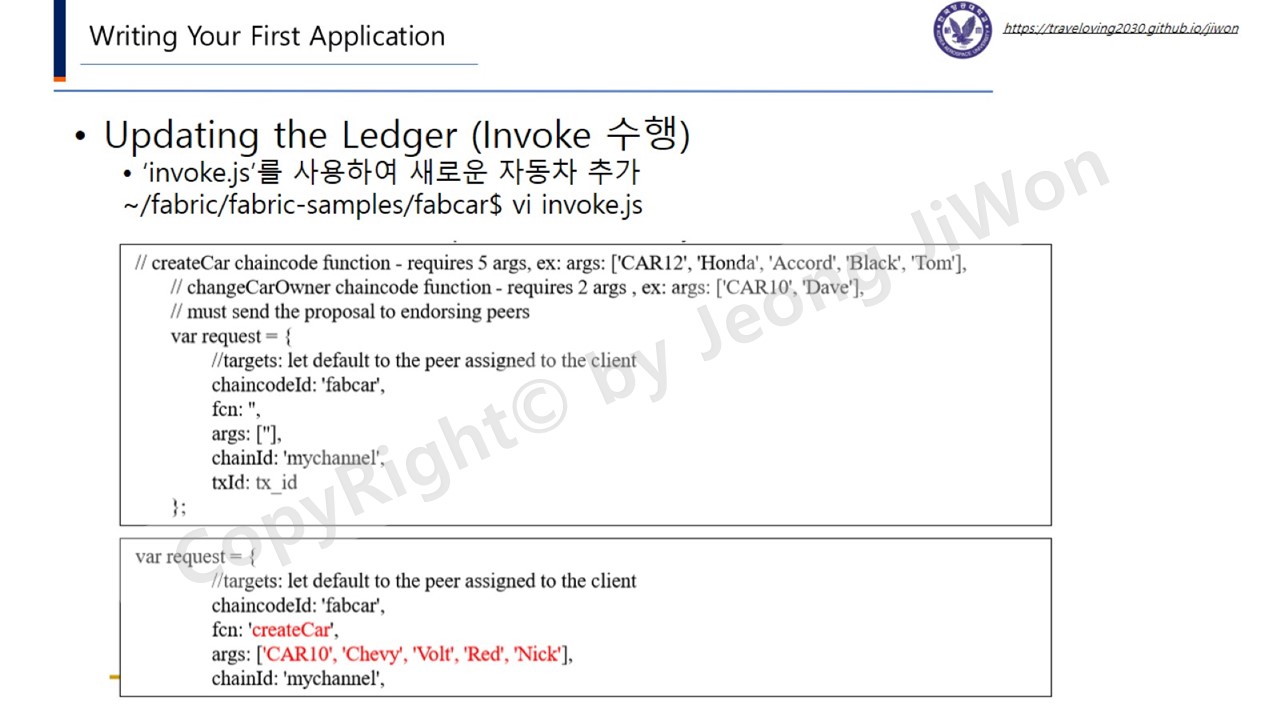 Writing Your First Application
https://traveloving2030.github.io/jiwon
• Updating the Ledger (Invoke 수행)
• ‘invoke.js’를 사용하여 새로운 자동차 추가
~/fabric/fabric-samples/fabcar$ vi invoke.js
// createCar chaincode function - requires 5 args, ex: args: ['CAR12', 'Honda', 'Accord', 'Black', 'Tom'],
// changeCarOwner chaincode function - requires 2 args , ex: args: ['CAR10', 'Dave'],
// must send the proposal to endorsing peers
var request = {
//targets: let default to the peer assigned to the client
chaincodeId: 'fabcar',
fcn: '',
args: [''],
chainId: 'mychannel',
txId: tx_id
};
var request = {
//targets: let default to the peer assigned to the client
chaincodeId: 'fabcar',
fcn: 'createCar',
args: ['CAR10', 'Chevy', 'Volt', 'Red', 'Nick'],
chainId: 'mychannel',
CopyRight© by Jeong JiWon